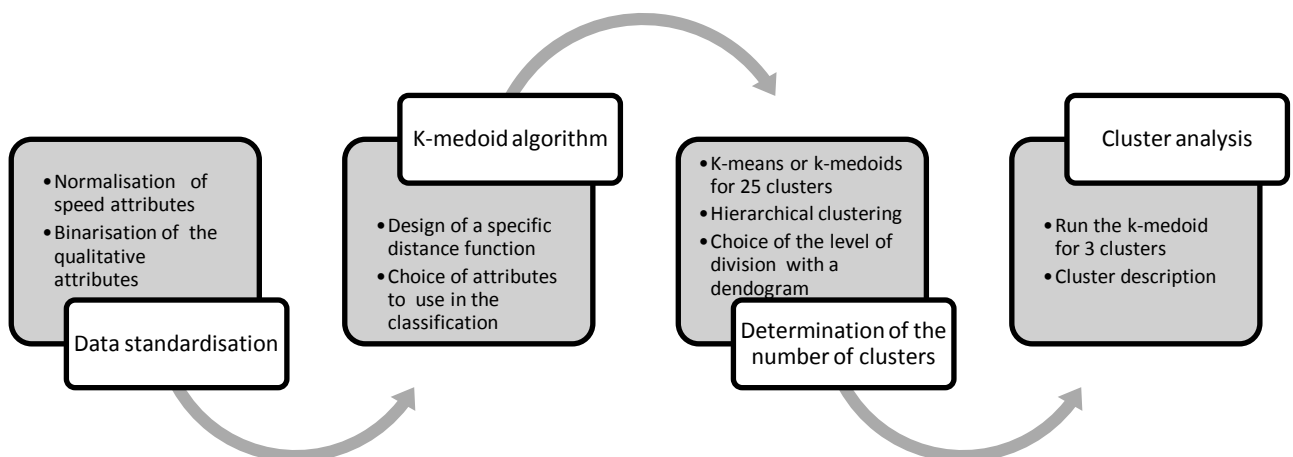 •Normalisation of
speed attributes
•Binarisation of the
qualitative
attributes
Data standardisation
K-medoid algorithm
•Design of a specific
distance function
•Choice of attributes
to use in the
classification
•K-means or k-medoids
for 25 clusters
•Hierarchical clustering
•Choice of the level of
division with a
dendogram
Determination of the
number of clusters
Cluster analysis
•Run the k-medoid
for 3 clusters
•Cluster description